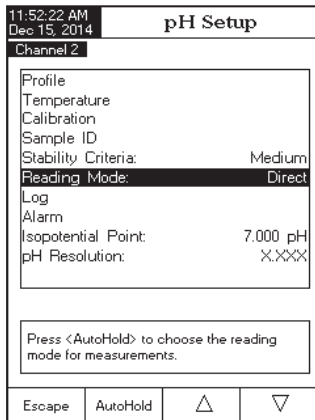 11:52:22 AM
Dec 15, 2014
pH Setup
Channel 2
Profile
Temperature
Calibration
Sample ID
Stability Criteria: Medium
Reading Mode: Direct
Log
Alarm
Isopotential Point: 7.000 pH
pH Resolution: X.XXX
Press <AutoHold> to choose the reading
mode for measurements.
Escape AutoHold △ ▽